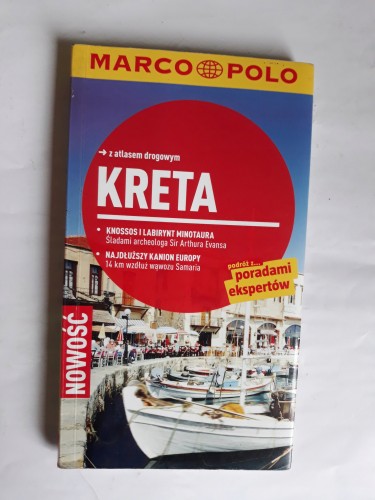 MARCO POLO
→ z atlasem drogowym
KRETA
• KNOSSOS I LABIRYNT MINOTAURA
Śladami archeologa Sir Arthura Evansa
• NAJDŁUŻSZY KANION EUROPY
14 km wzdłuż wąwozu Samaria
podróż z...
poradami
ekspertów
NOWOŚĆ